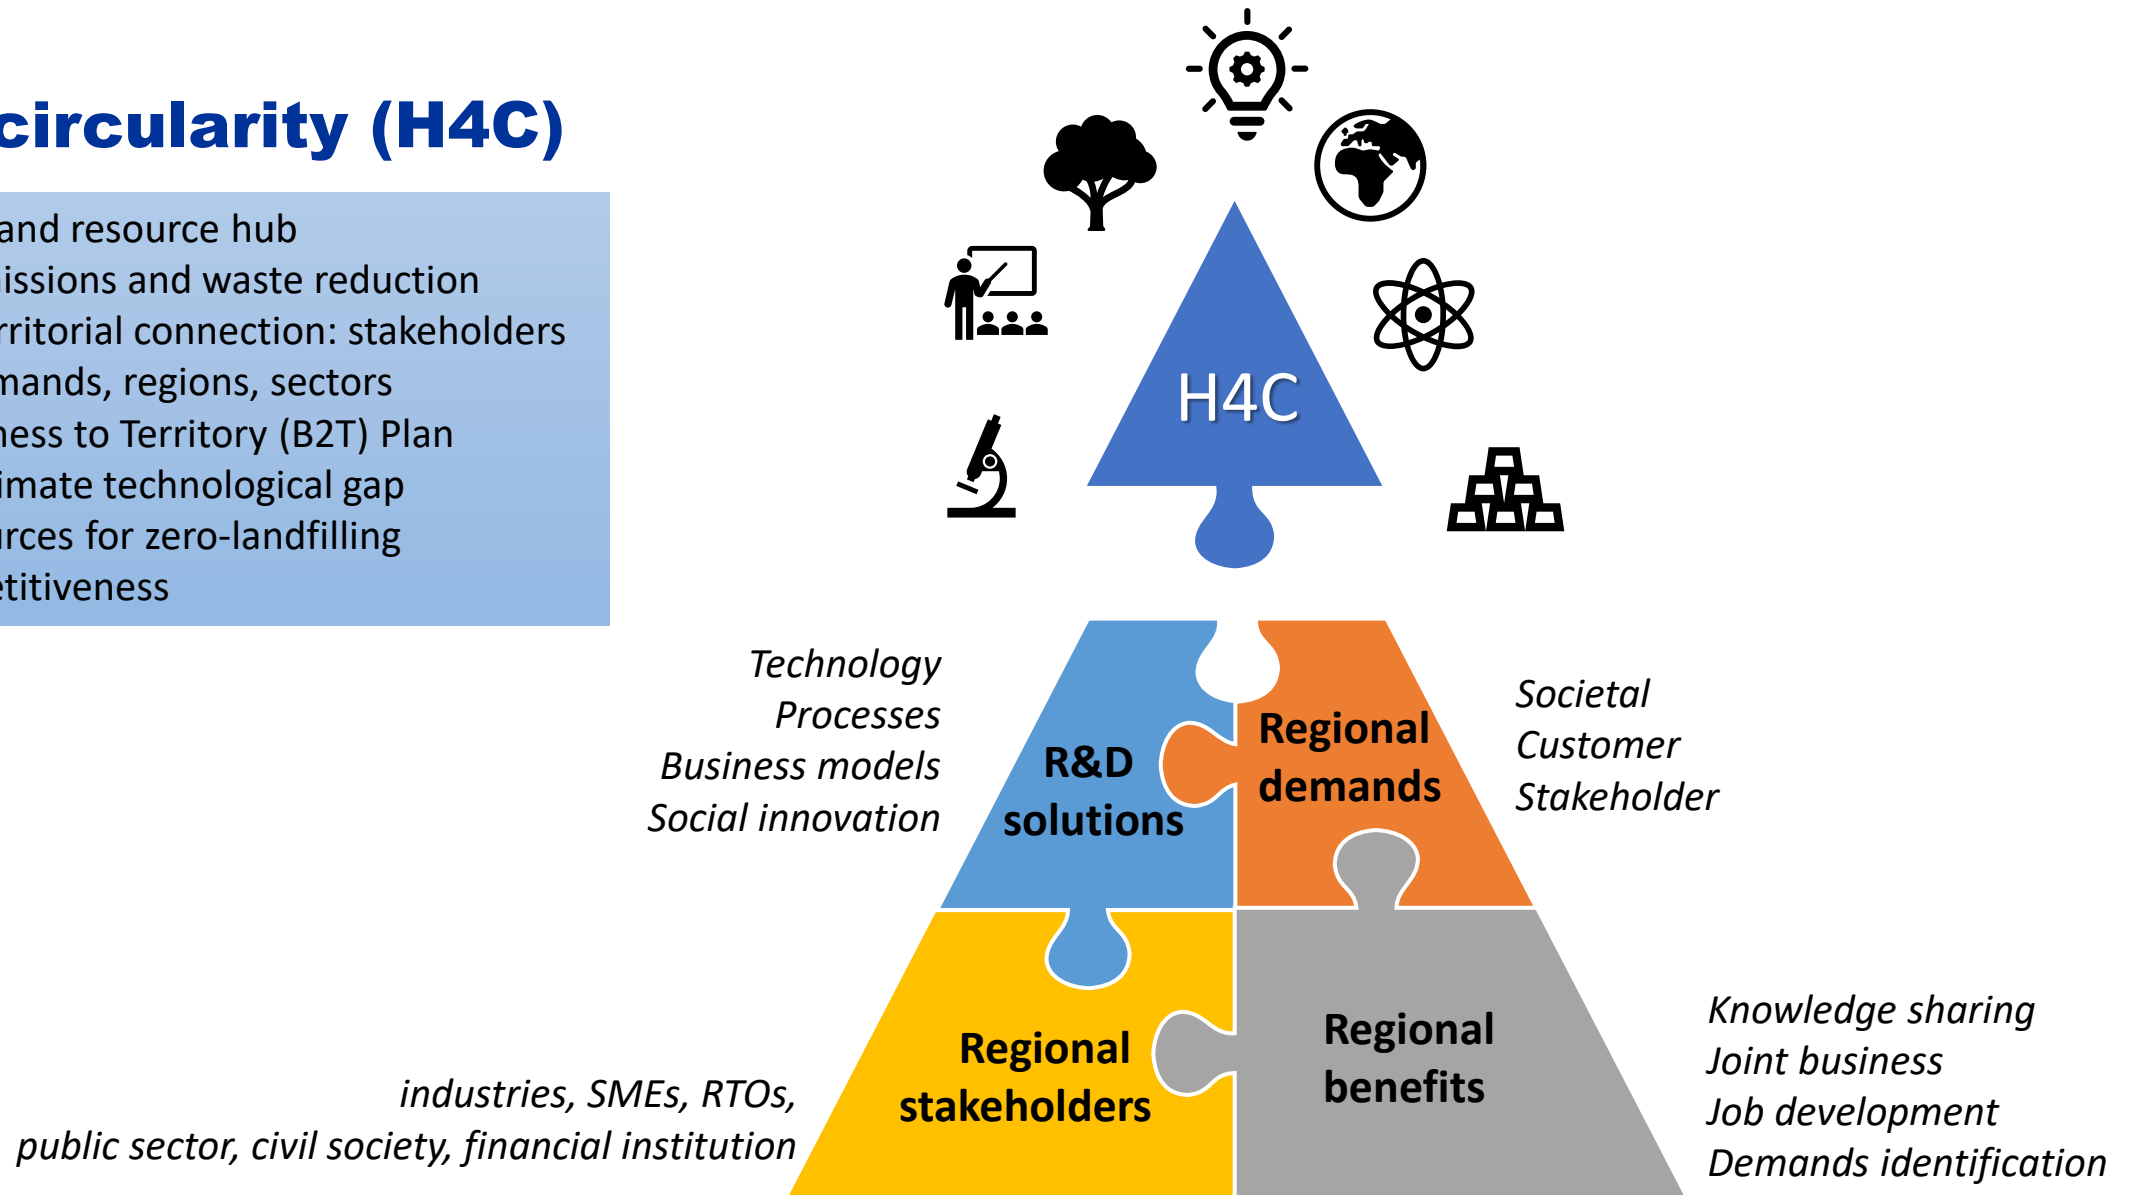 circularity (H4C)
and resource hub
issions and waste reduction
rritorial connection: stakeholders
mands, regions, sectors
ness to Territory (B2T) Plan
imate technological gap
rces for zero-landfilling
etitiveness
H4C
Technology
Processes
Business models
Social innovation
R&D
solutions
Regional
demands
Societal
Customer
Stakeholder
industries, SMEs, RTOs,
public sector, civil society, financial institution
Regional
stakeholders
Regional
benefits
Knowledge sharing
Joint business
Job development
Demands identification